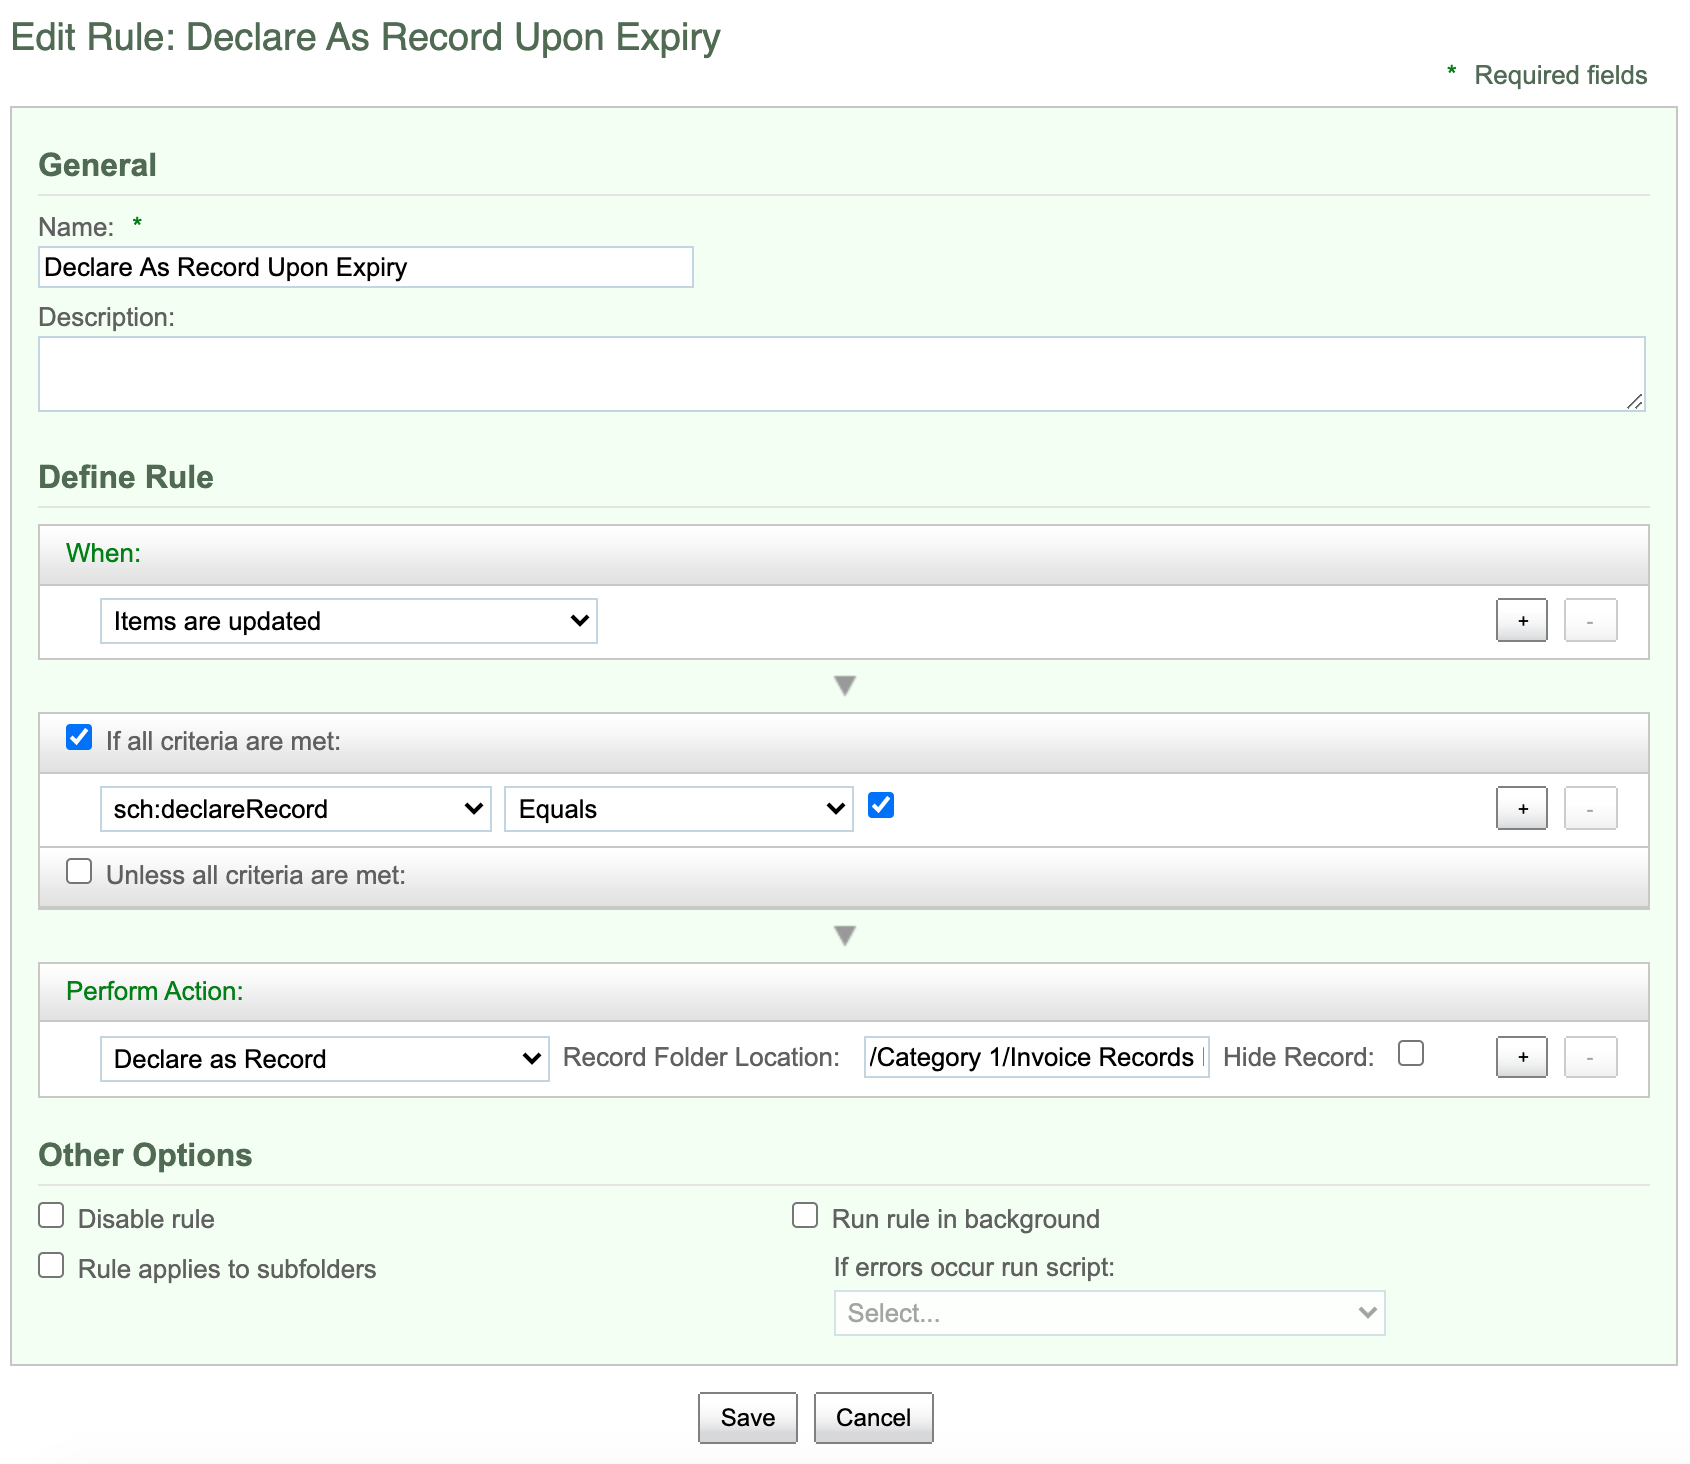 Edit Rule: Declare As Record Upon Expiry
* Required fields
General
Name: *
Declare As Record Upon Expiry
Description:
Define Rule
When:
Items are updated
+ -
If all criteria are met:
sch:declareRecord Equals + -
Unless all criteria are met:
Perform Action:
Declare as Record Record Folder Location: /Category 1/Invoice Records Hide Record: + -
Other Options
Disable rule Run rule in background
Rule applies to subfolders If errors occur run script:
Select...
Save Cancel